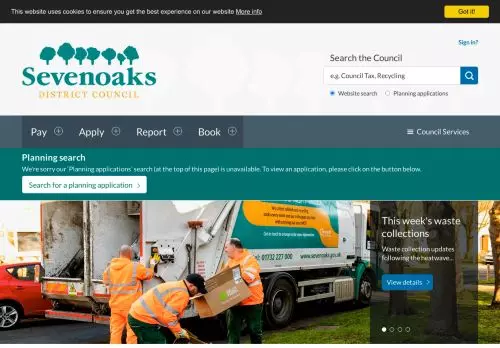 This website uses cookies to ensure you get the best experience on our website More info
Got it!
Sign in?
Sevenoaks
DISTRICT COUNCIL
Search the Council
e.g. Council Tax, Recycling
Website search
Planning applications
Pay
Apply
Report
Book
Council Services
Planning search
We're sorry our 'Planning applications' search (at the top of this page) is unavailable. To view an application, please click on the button below.
Search for a planning application
This week's waste collections
Waste collection updates
following the heatwave...
View details
01732 227 000
www.sevenoaks.gov.uk